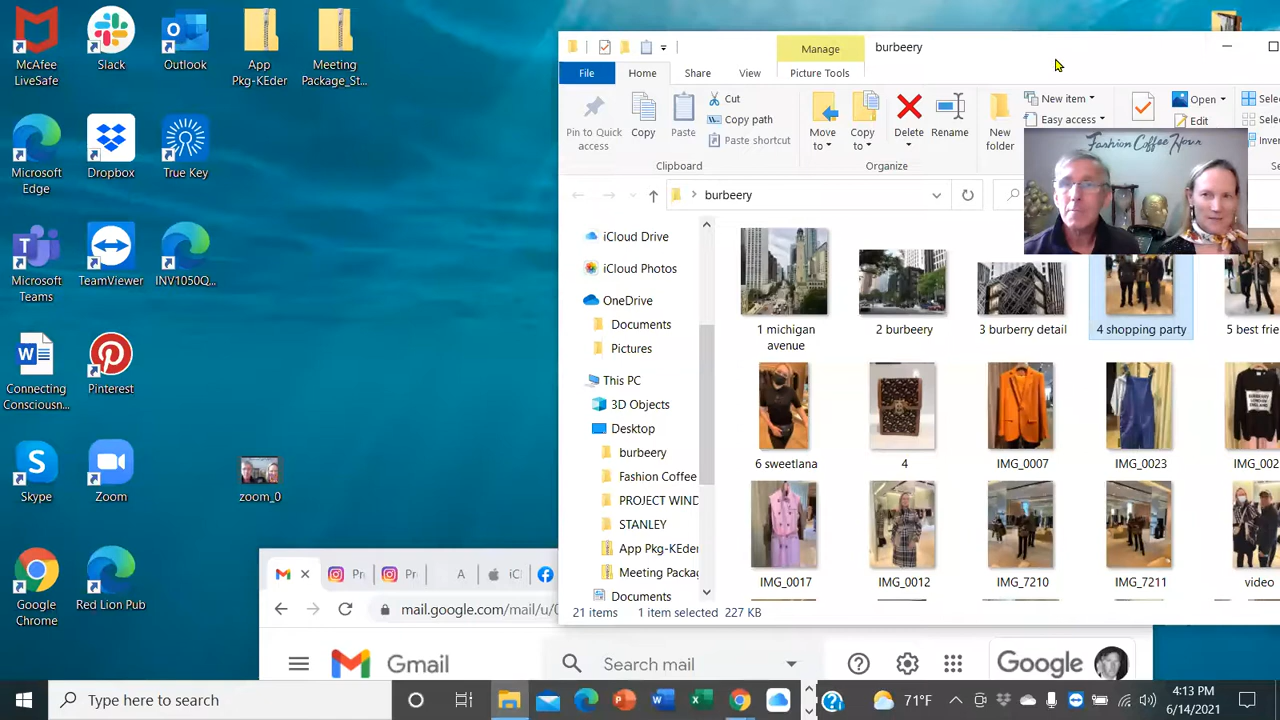 McAfee
LiveSafe
Slack
Outlook
App
Pkg-KEder
Meeting
Package_St...
Microsoft
Edge
Dropbox
True Key
Microsoft
Teams
TeamViewer
INV1050Q...
Connecting
Consciousn...
Pinterest
Skype
Zoom
zoom_0
Google
Chrome
Red Lion Pub
Manage
burbeery
File
Home
Share
View
Picture Tools
Pin to Quick
access
Copy
Paste
Cut
Copy path
Paste shortcut
Clipboard
Move
to
Copy
to
Delete
Rename
Organize
New
folder
New item
Easy access
Open
Edit
Selec
Selec
Inver
Fashion Coffee Hour
burbeery
iCloud Drive
iCloud Photos
OneDrive
Documents
Pictures
This PC
3D Objects
Desktop
burbeery
Fashion Coffee
PROJECT WIND
STANLEY
App Pkg-KEder
Meeting Packag
Documents
1 michigan
avenue
2 burbeery
3 burberry detail
4 shopping party
5 best frie
6 sweetlana
4
IMG_0007
IMG_0023
IMG_002
IMG_0017
IMG_0012
IMG_7210
IMG_7211
video
21 items
1 item selected 227 KB
Pr
Pr
A
iCl
mail.google.com/mail/u/0
Gmail
Search mail
Google
Type here to search
71°F
4:13 PM
6/14/2021